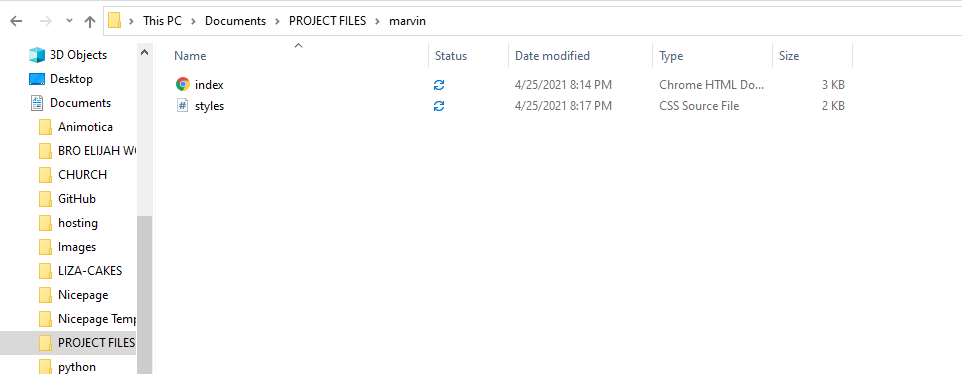 This PC > Documents > PROJECT FILES > marvin
Name Status Date modified Type Size
3D Objects
Desktop
Documents
Animotica
BRO ELIJAH WO
CHURCH
GitHub
hosting
Images
LIZA-CAKES
Nicepage
Nicepage Temp
PROJECT FILES
python
index 4/25/2021 8:14 PM Chrome HTML Do... 3 KB
styles 4/25/2021 8:17 PM CSS Source File 2 KB